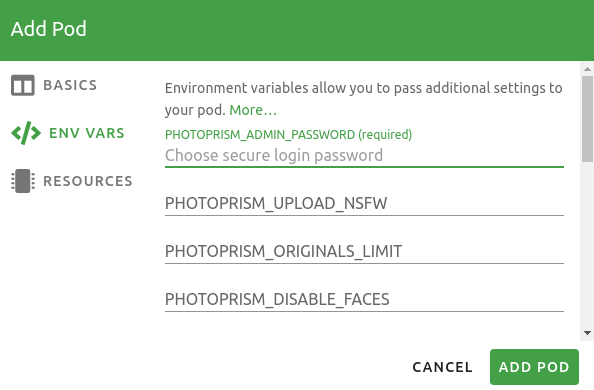 Add Pod
BASICS
ENV VARS
RESOURCES
Environment variables allow you to pass additional settings to
your pod. More...
PHOTOPRISM_ADMIN_PASSWORD (required)
Choose secure login password
PHOTOPRISM_UPLOAD_NSFW
PHOTOPRISM_ORIGINALS_LIMIT
PHOTOPRISM_DISABLE_FACES
CANCEL
ADD POD